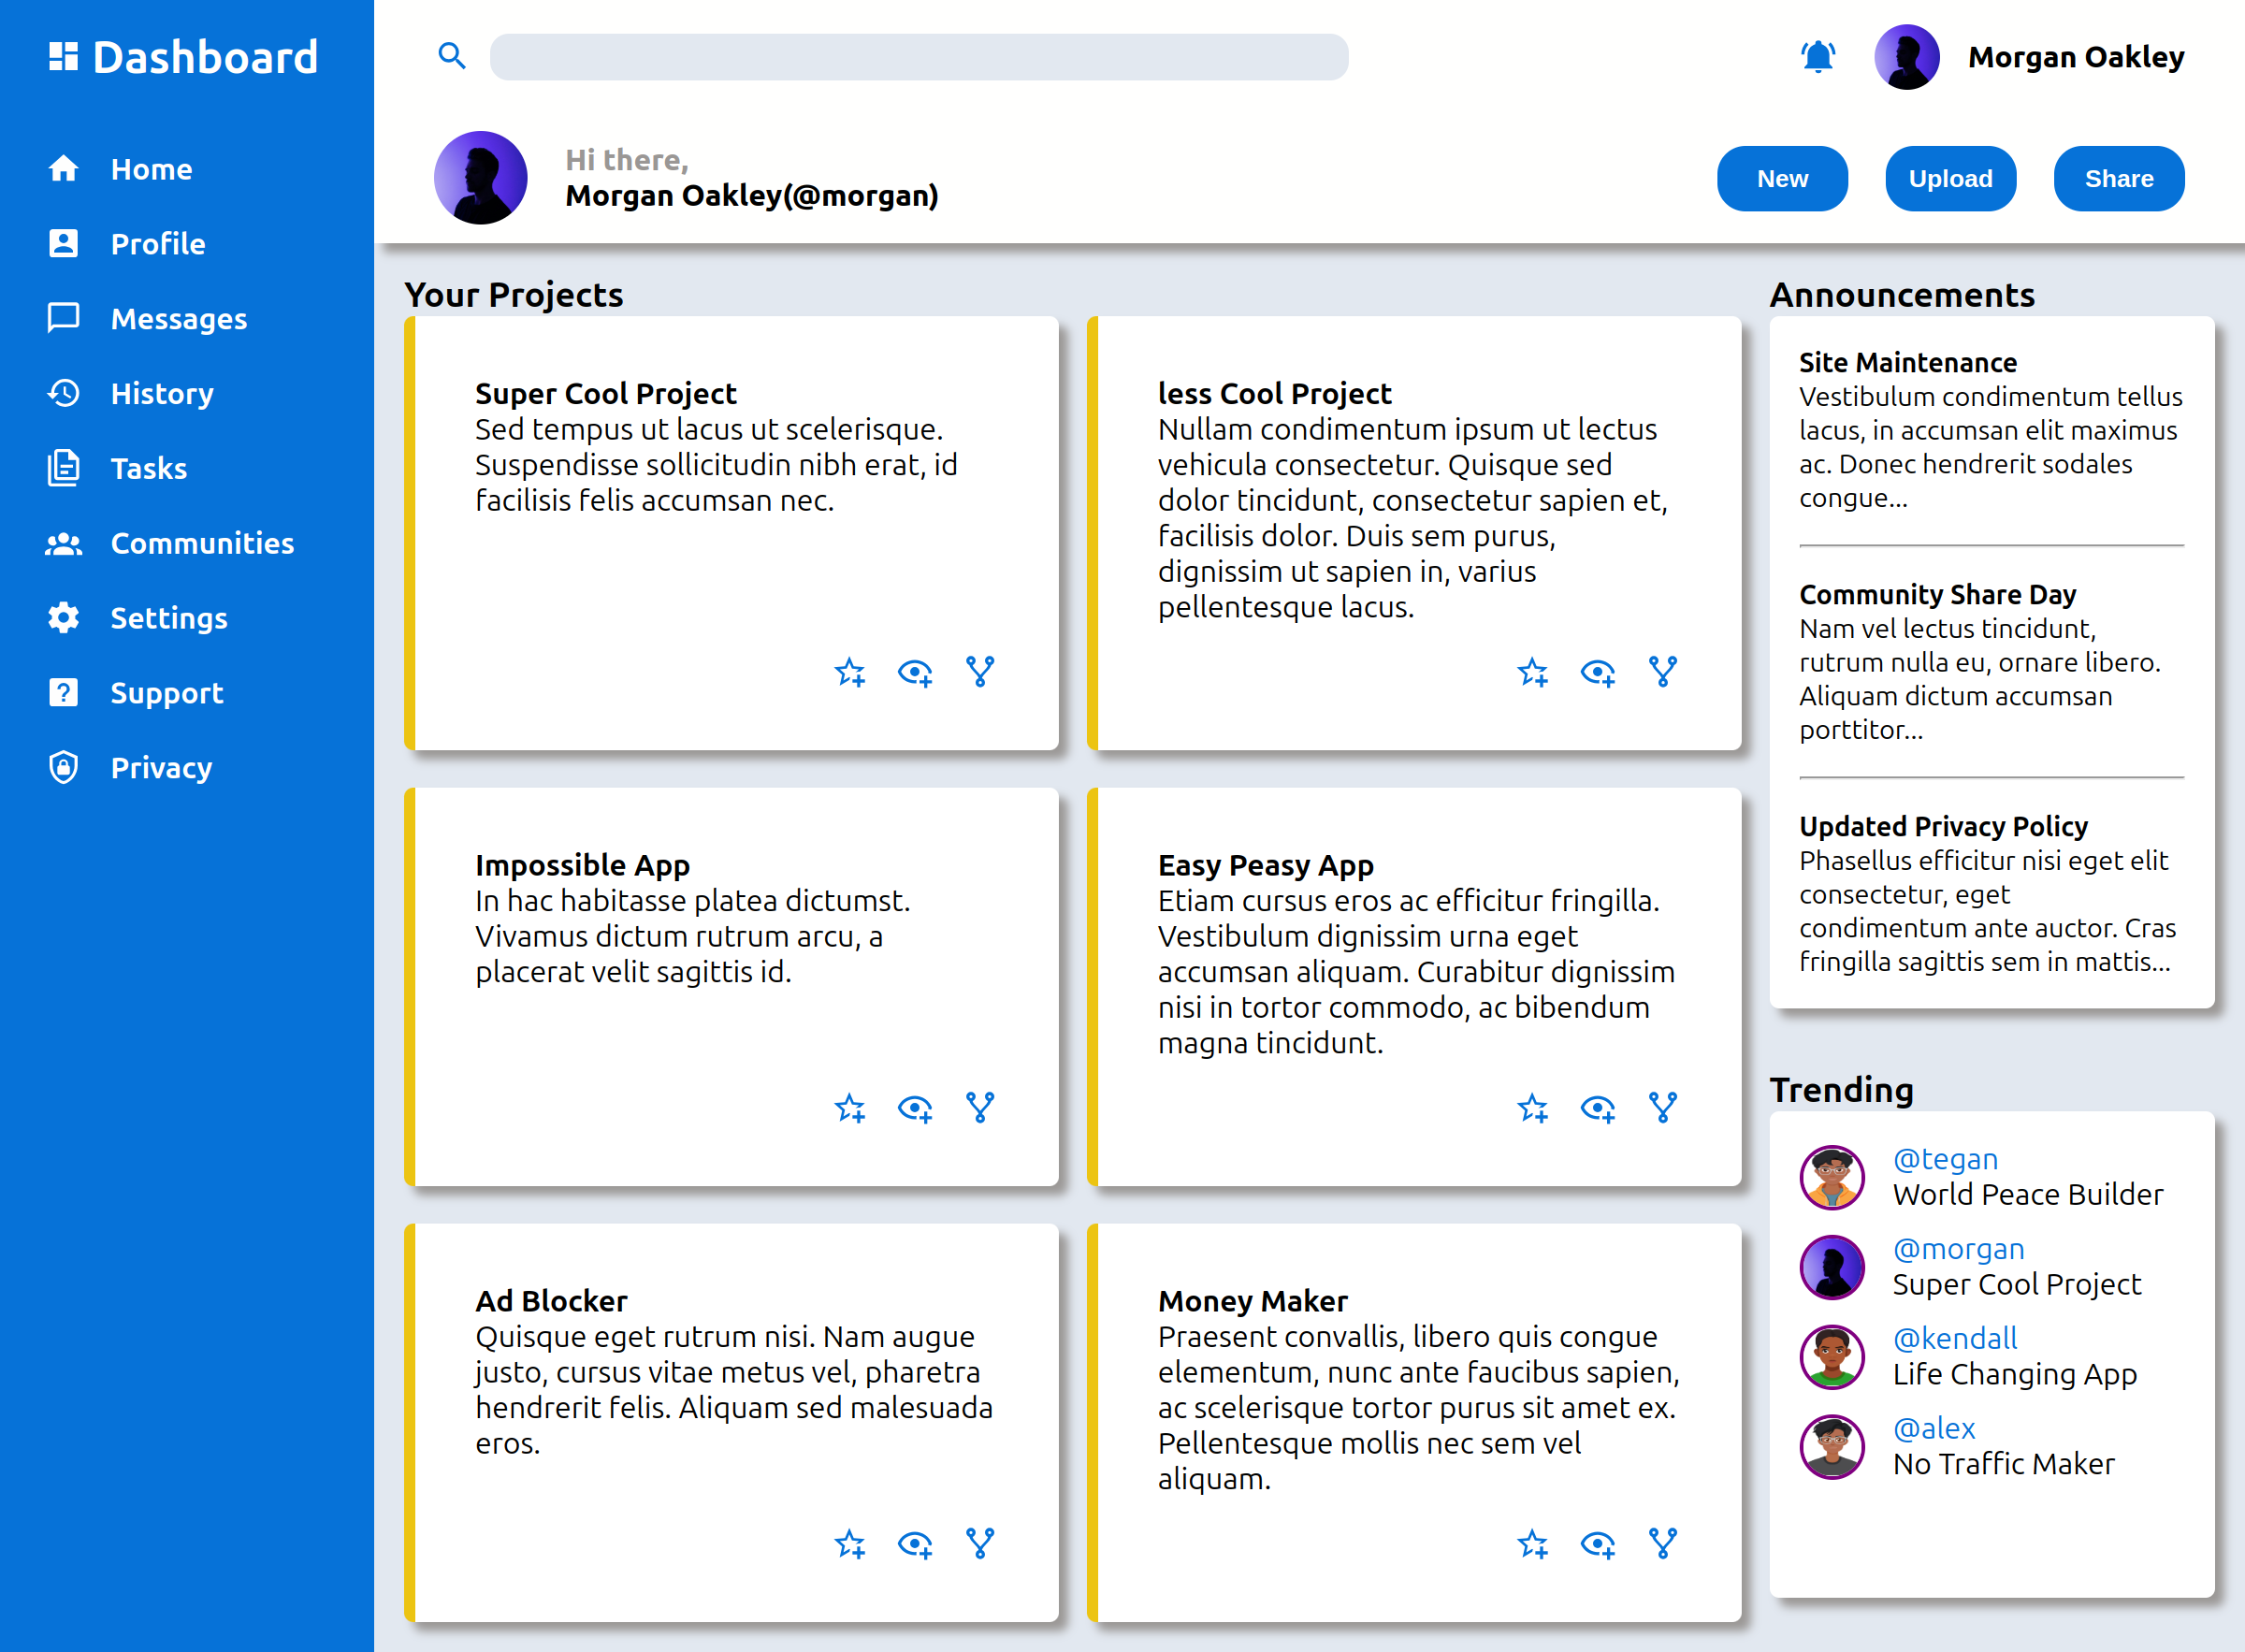 Dashboard
Home
Profile
Messages
History
Tasks
Communities
Settings
Support
Privacy
Morgan Oakley
Hi there,
Morgan Oakley(@morgan)
New
Upload
Share
Your Projects
Super Cool Project
Sed tempus ut lacus ut scelerisque.
Suspendisse sollicitudin nibh erat, id
facilisis felis accumsan nec.
less Cool Project
Nullam condimentum ipsum ut lectus
vehicula consectetur. Quisque sed
dolor tincidunt, consectetur sapien et,
facilisis dolor. Duis sem purus,
dignissim ut sapien in, varius
pellentesque lacus.
Impossible App
In hac habitasse platea dictumst.
Vivamus dictum rutrum arcu, a
placerat velit sagittis id.
Easy Peasy App
Etiam cursus eros ac efficitur fringilla.
Vestibulum dignissim urna eget
accumsan aliquam. Curabitur dignissim
nisi in tortor commodo, ac bibendum
magna tincidunt.
Ad Blocker
Quisque eget rutrum nisi. Nam augue
justo, cursus vitae metus vel, pharetra
hendrerit felis. Aliquam sed malesuada
eros.
Money Maker
Praesent convallis, libero quis congue
elementum, nunc ante faucibus sapien,
ac scelerisque tortor purus sit amet ex.
Pellentesque mollis nec sem vel
aliquam.
Announcements
Site Maintenance
Vestibulum condimentum tellus
lacus, in accumsan elit maximus
ac. Donec hendrerit sodales
congue...
Community Share Day
Nam vel lectus tincidunt,
rutrum nulla eu, ornare libero.
Aliquam dictum accumsan
porttitor...
Updated Privacy Policy
Phasellus efficitur nisi eget elit
consectetur, eget
condimentum ante auctor. Cras
fringilla sagittis sem in mattis...
Trending
@tegan
World Peace Builder
@morgan
Super Cool Project
@kendall
Life Changing App
@alex
No Traffic Maker